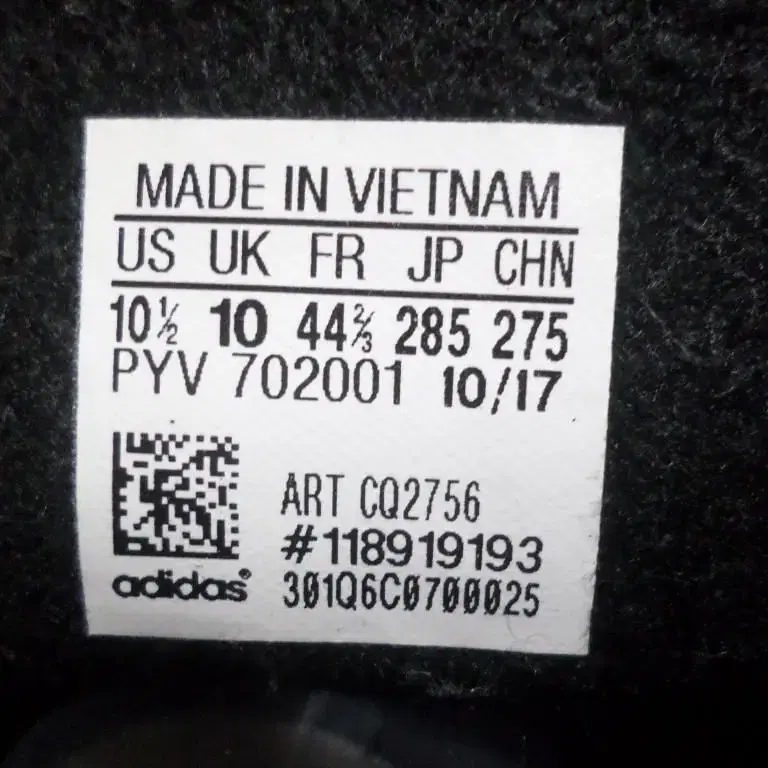 MADE IN VIETNAM
US UK FR JP CHN
10½ 10 44⅔ 285 275
PYV 702001 10/17
ART CQ2756
#118919193
adidas® 301Q6C0700025